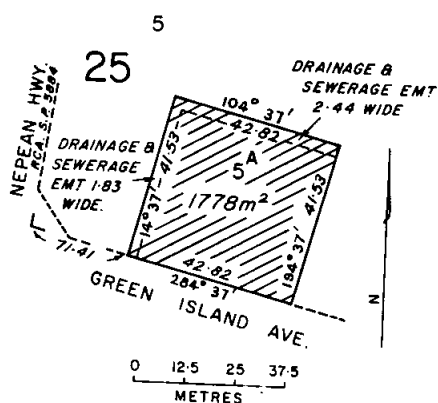 5
25
NEPEAN HWY.
R.C.A. S.P. 5884
DRAINAGE &
SEWERAGE EMT
2·44 WIDE
104° 37'
42·82
DRAINAGE &
SEWERAGE
EMT 1·83
WIDE.
14° 37'
41·53
5A
1778m²
41·53
194° 37'
42·82
284° 37'
71·41
GREEN ISLAND AVE.
N
0 12·5 25 37·5
METRES